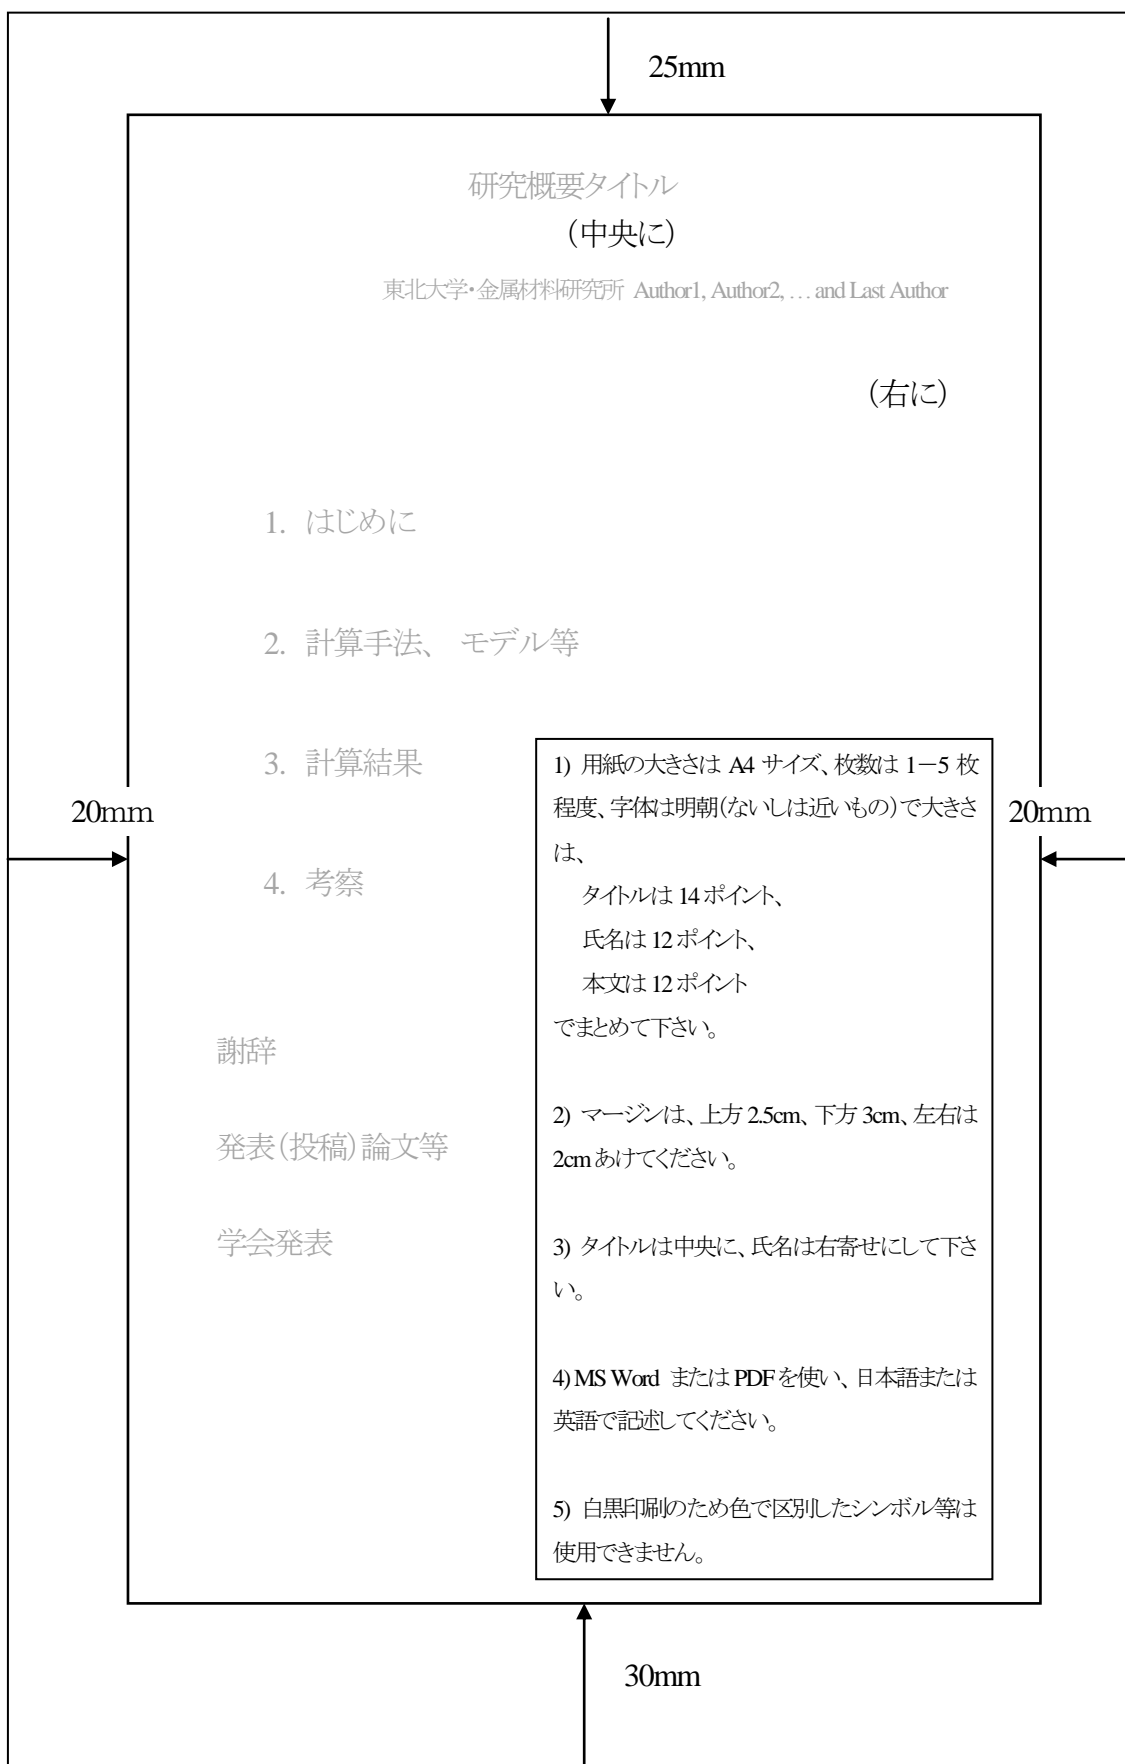 25mm
研究概要タイトル
(中央に)
東北大学・金属材料研究所 Author1, Author2, … and Last Author
(右に)
1. はじめに
2. 計算手法、 モデル等
3. 計算結果
4. 考察
謝辞
発表(投稿)論文等
学会発表
20mm
20mm
1) 用紙の大きさは A4 サイズ、枚数は 1−5 枚
程度、字体は明朝(ないしは近いもの)で大きさ
は、
タイトルは 14 ポイント、
氏名は 12 ポイント、
本文は 12 ポイント
でまとめて下さい。
2) マージンは、上方 2.5cm、下方 3cm、左右は
2cm あけてください。
3) タイトルは中央に、氏名は右寄せにして下さ
い。
4) MS Word または PDF を使い、日本語または
英語で記述してください。
5) 白黒印刷のため色で区別したシンボル等は
使用できません。
30mm